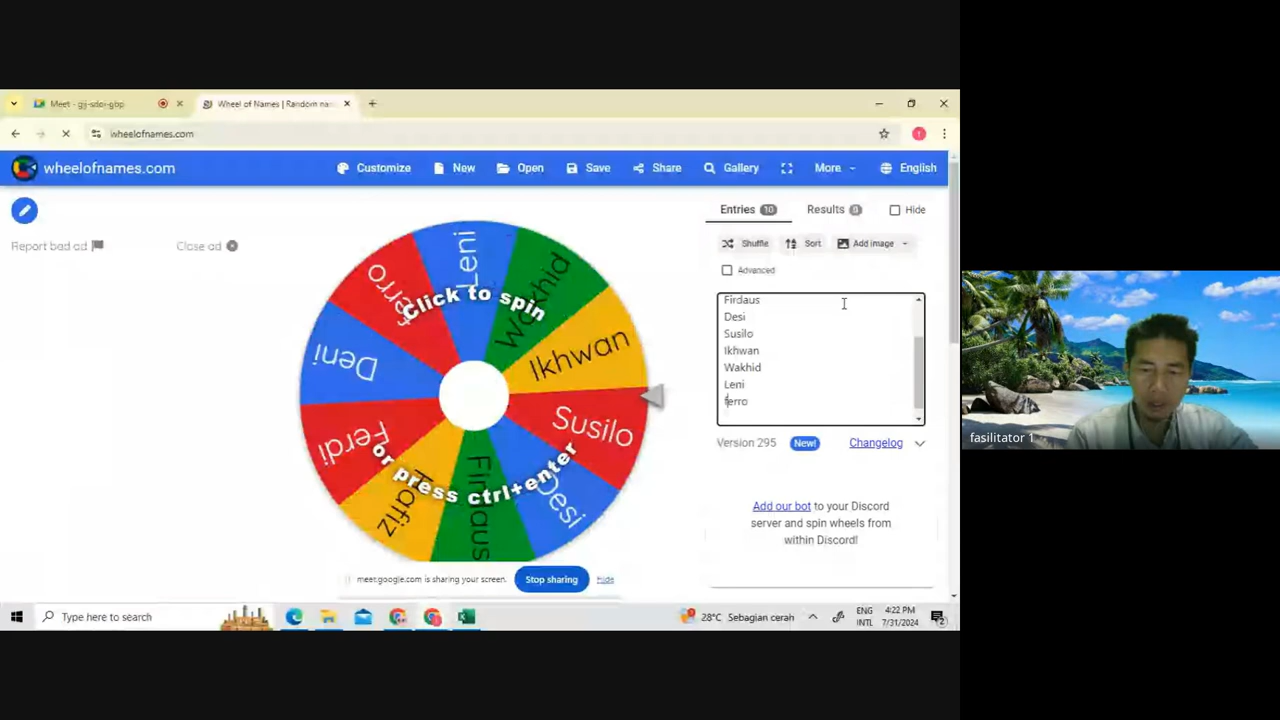 Meet - gjj-sdoi-gbp
Wheel of Names | Random na
wheelofnames.com
wheelofnames.com
Customize
New
Open
Save
Share
Gallery
More
English
Report bad ad
Close ad
Entries 10
Results 0
Hide
Shuffle
Sort
Add image
Advanced
Firdaus
Desi
Susilo
Ikhwan
Wakhid
Leni
ferro
Leni
Wakhid
Ikhwan
Susilo
Desi
Firdaus
Hafiz
Ferdi
Deni
ferro
Click to spin
or press ctrl+enter
Version 295
New!
Changelog
Add our bot to your Discord
server and spin wheels from
within Discord!
meet.google.com is sharing your screen.
Stop sharing
hide
Type here to search
28°C Sebagian cerah
ENG
INTL
4:22 PM
7/31/2024
2
fasilitator 1